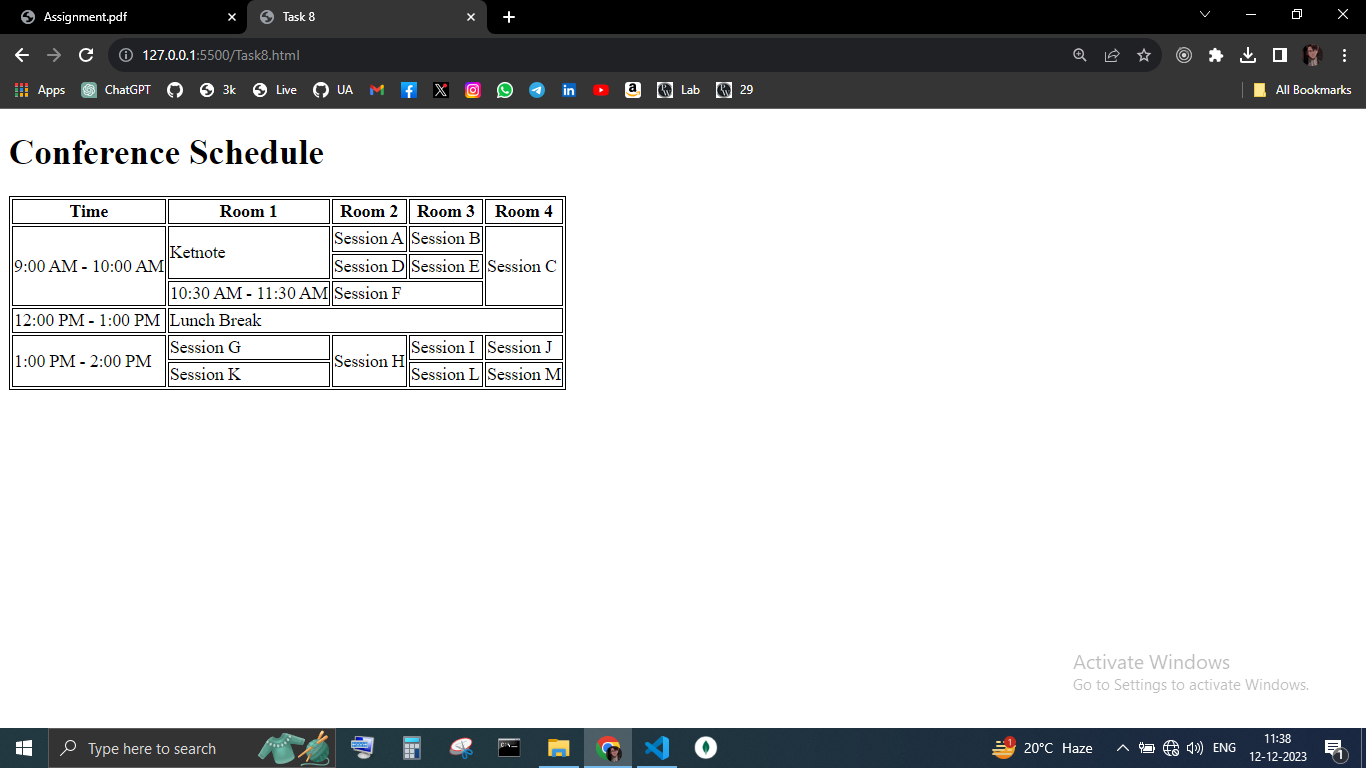 Assignment.pdf
Task 8
127.0.0.1:5500/Task8.html
Apps ChatGPT 3k Live UA Lab 29 All Bookmarks
Conference Schedule
Time Room 1 Room 2 Room 3 Room 4
9:00 AM - 10:00 AM Ketnote Session A Session B Session C
Session D Session E
10:30 AM - 11:30 AM Session F
12:00 PM - 1:00 PM Lunch Break
1:00 PM - 2:00 PM Session G Session H Session I Session J
Session K Session L Session M
Activate Windows
Go to Settings to activate Windows.
Type here to search
1 20°C Haze ENG
11:38
12-12-2023
1